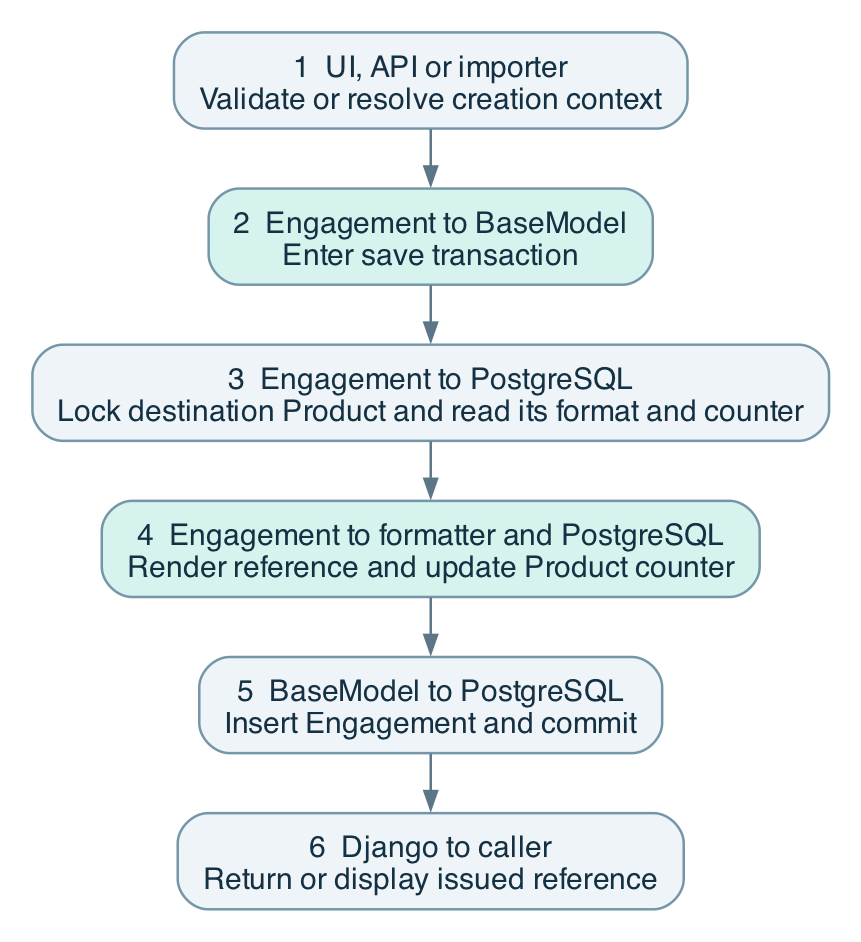 1 UI, API or importer
Validate or resolve creation context
2 Engagement to BaseModel
Enter save transaction
3 Engagement to PostgreSQL
Lock destination Product and read its format and counter
4 Engagement to formatter and PostgreSQL
Render reference and update Product counter
5 BaseModel to PostgreSQL
Insert Engagement and commit
6 Django to caller
Return or display issued reference